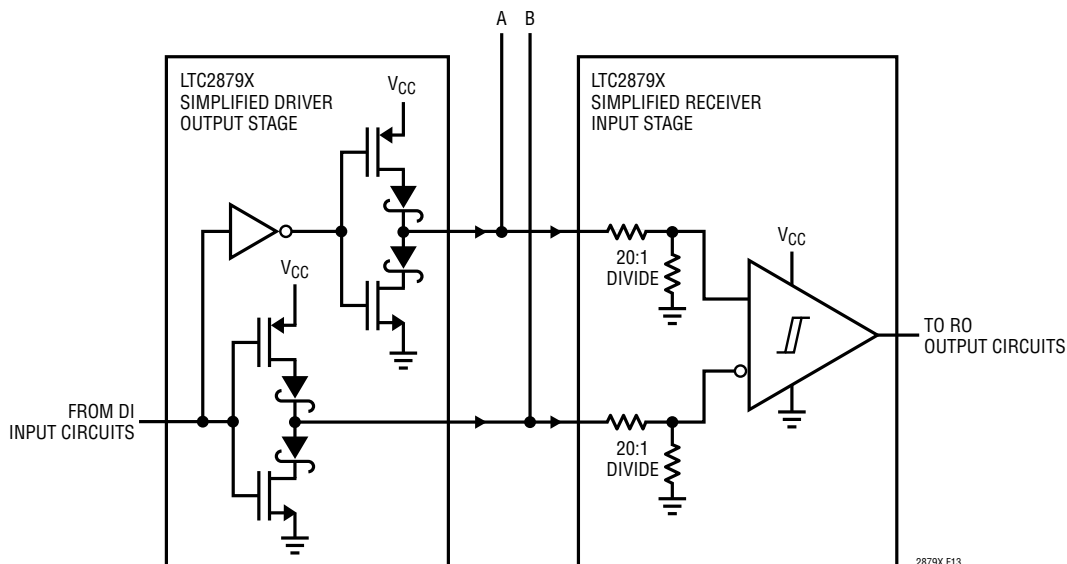 A B
LTC2879X
SIMPLIFIED DRIVER
OUTPUT STAGE
VCC
VCC
FROM DI
INPUT CIRCUITS
LTC2879X
SIMPLIFIED RECEIVER
INPUT STAGE
20:1
DIVIDE
VCC
20:1
DIVIDE
TO RO
OUTPUT CIRCUITS
2879X F13